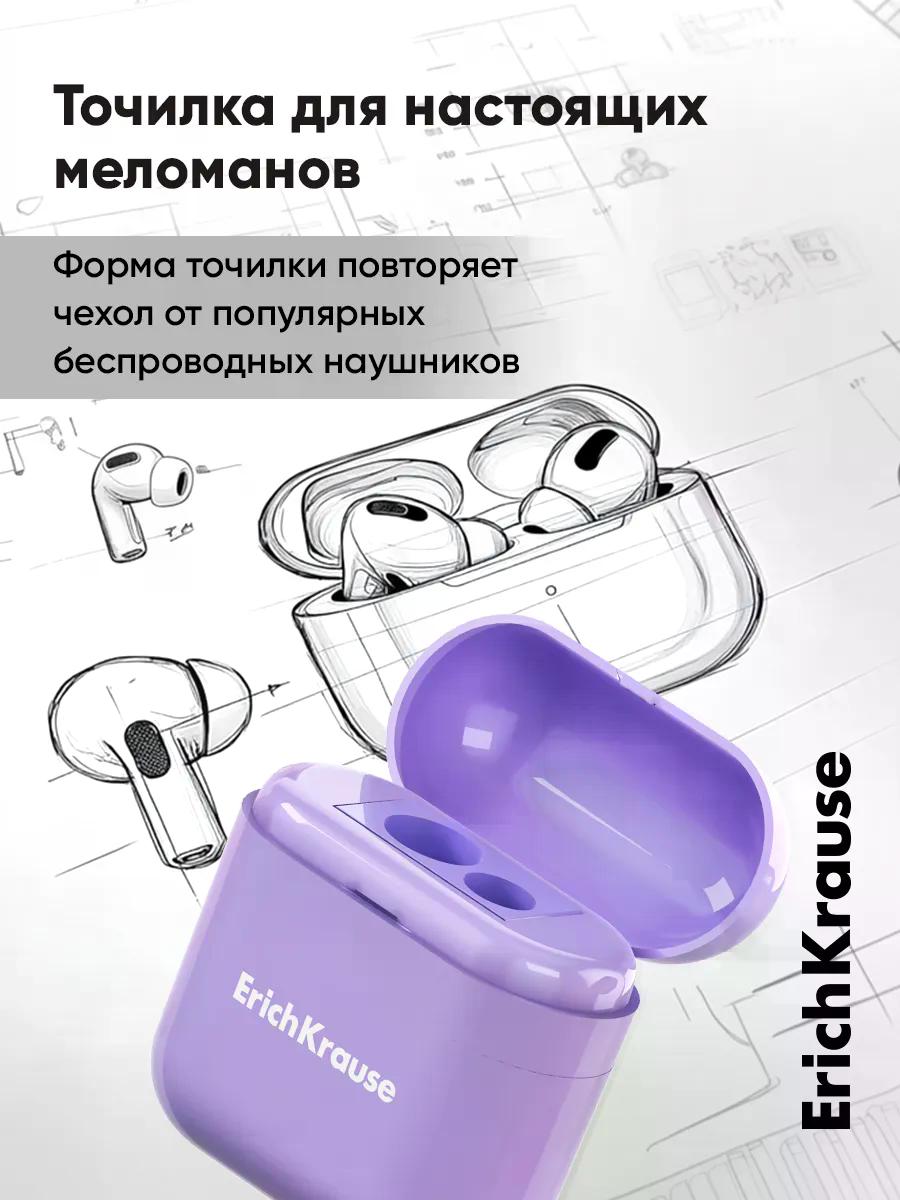 Точилка для настоящих
меломанов
Форма точилки повторяет
чехол от популярных
беспроводных наушников
ErichKrause
ErichKrause